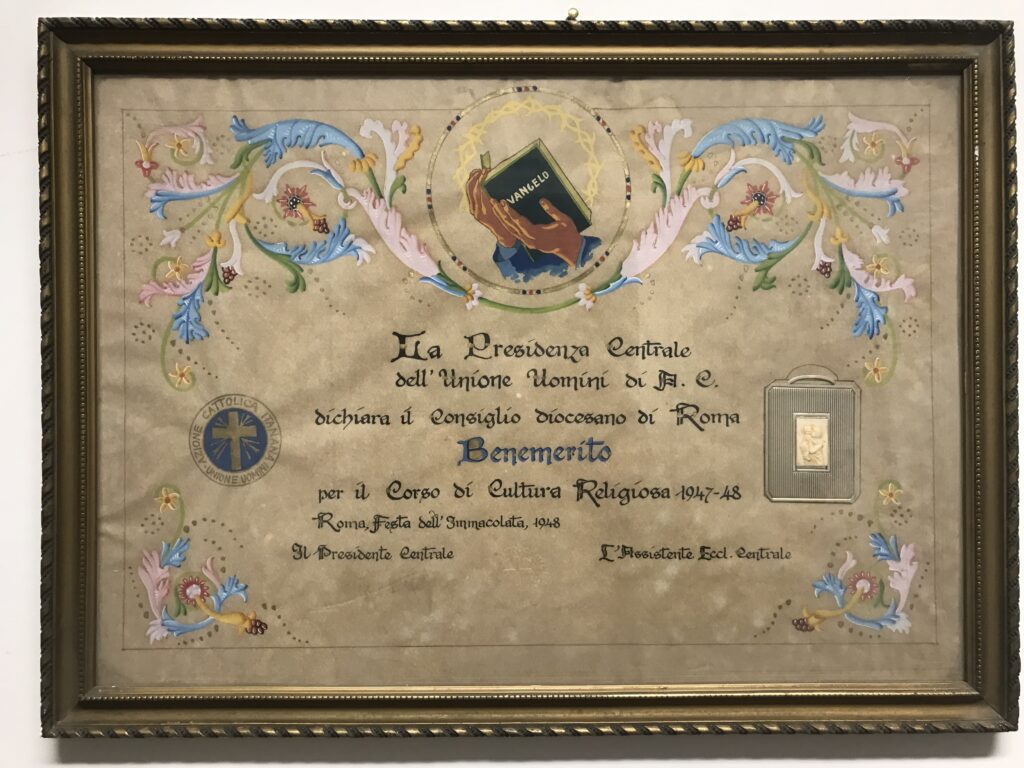 VANGELO
La Presidenza Centrale
dell'Unione Uomini di A. C.
dichiara il Consiglio diocesano di Roma
Benemerito
per il Corso di Cultura Religiosa 1947-48
Roma, Festa dell'Immacolata, 1948
Il Presidente Centrale
L'Assistente Eccl. Centrale
AZIONE CATTOLICA ITALIANA
UNIONE UOMINI